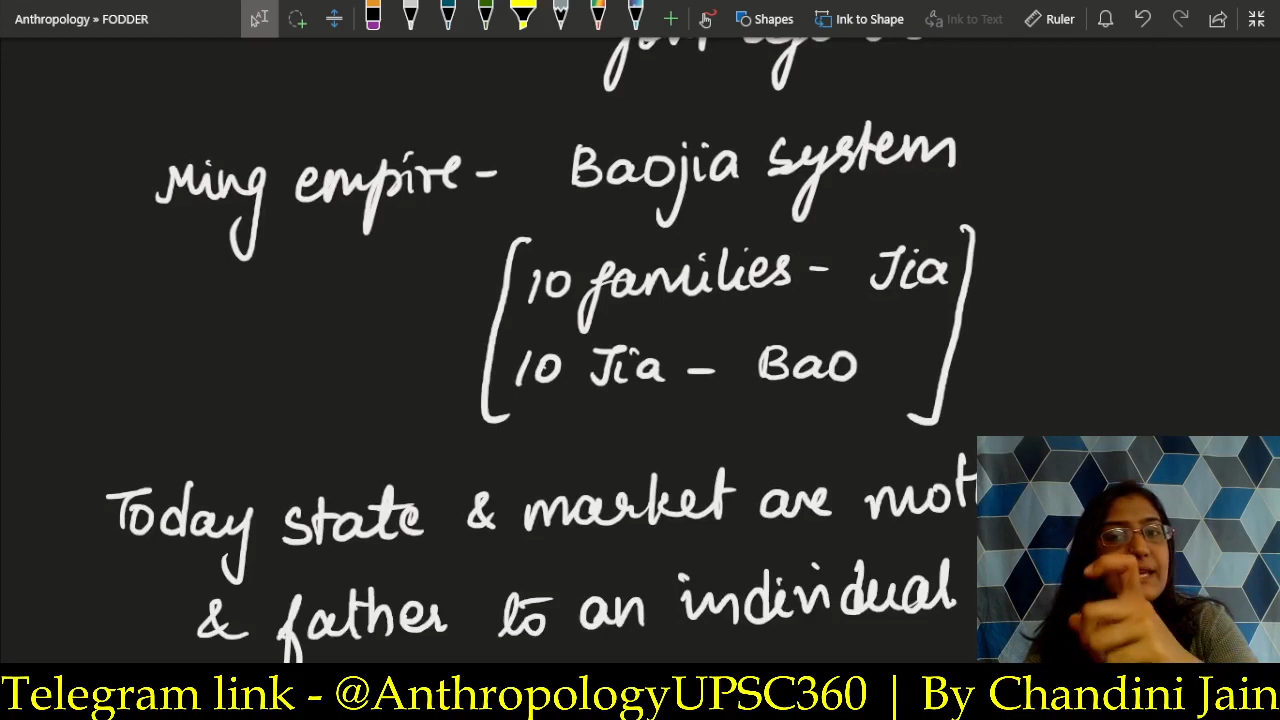 Anthropology » FODDER
Shapes
Ink to Shape
Ink to Text
Ruler
Ming empire - Baojia system
[10 families - Jia]
[10 Jia - Bao]
Today state & market are
& father to an individual
Telegram link - @AnthropologyUPSC360 | By Chandini Jain